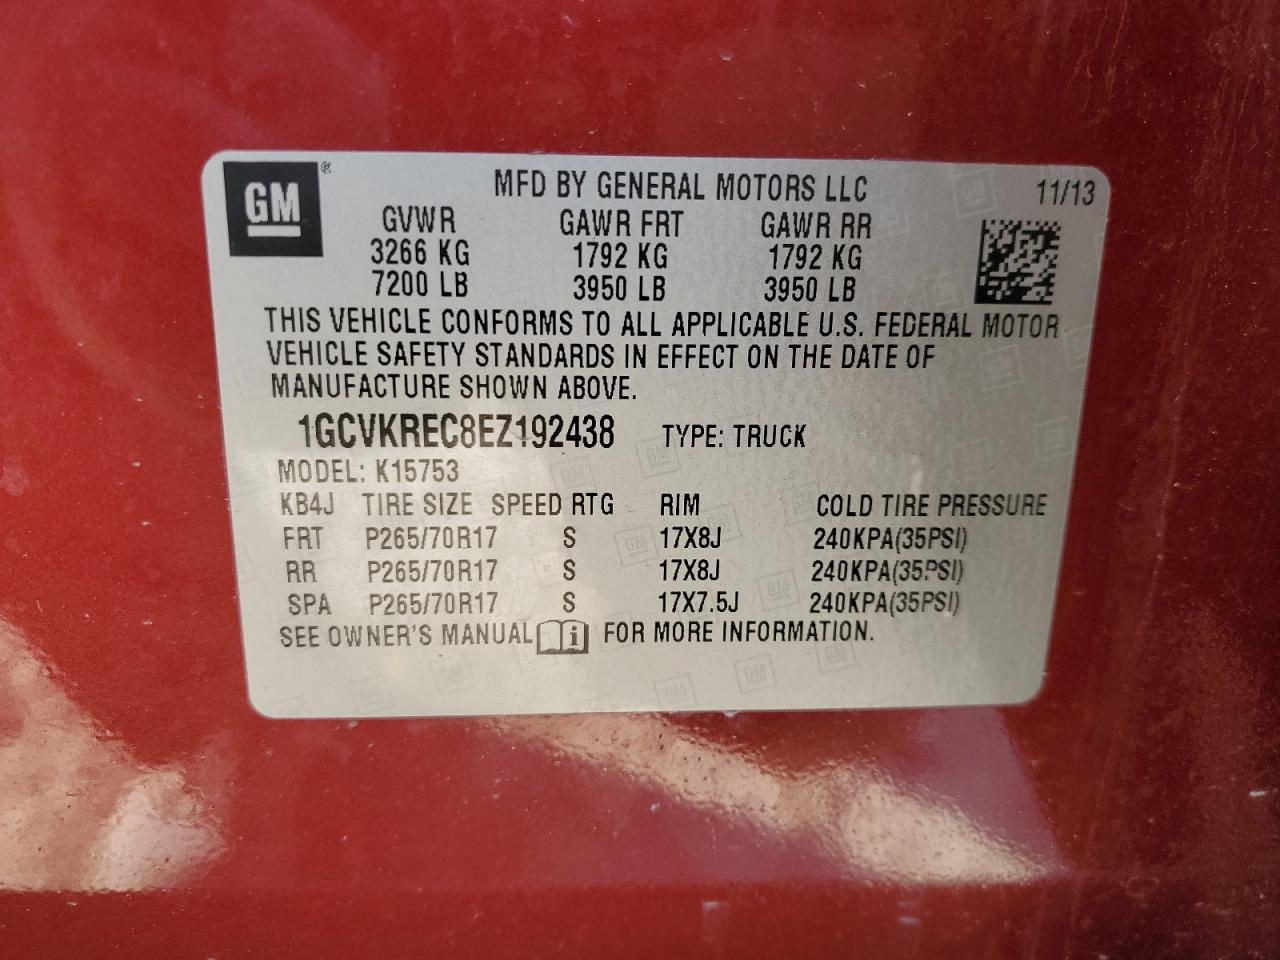 GM®
MFD BY GENERAL MOTORS LLC 11/13
GVWR GAWR FRT GAWR RR
3266 KG 1792 KG 1792 KG
7200 LB 3950 LB 3950 LB
THIS VEHICLE CONFORMS TO ALL APPLICABLE U.S. FEDERAL MOTOR
VEHICLE SAFETY STANDARDS IN EFFECT ON THE DATE OF
MANUFACTURE SHOWN ABOVE.
1GCVKREC8EZ192438 TYPE: TRUCK
MODEL: K15753
KB4J TIRE SIZE SPEED RTG RIM COLD TIRE PRESSURE
FRT P265/70R17 S 17X8J 240KPA(35PSI)
RR P265/70R17 S 17X8J 240KPA(35PSI)
SPA P265/70R17 S 17X7.5J 240KPA(35PSI)
SEE OWNER'S MANUAL i FOR MORE INFORMATION.